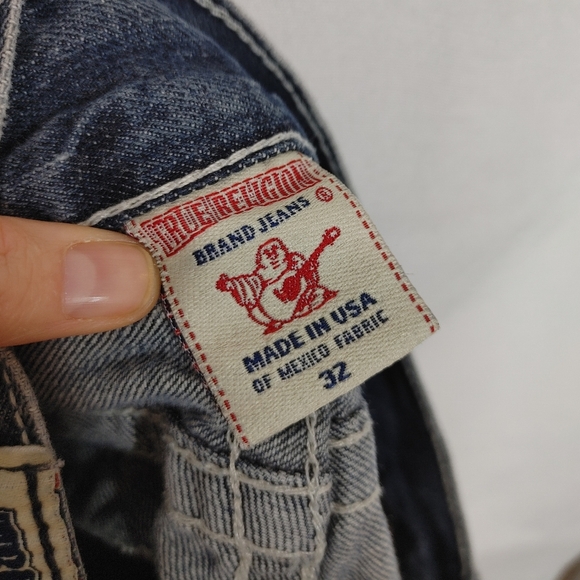 TRUE RELIGION ®
BRAND JEANS
MADE IN USA
OF MEXICO FABRIC
32